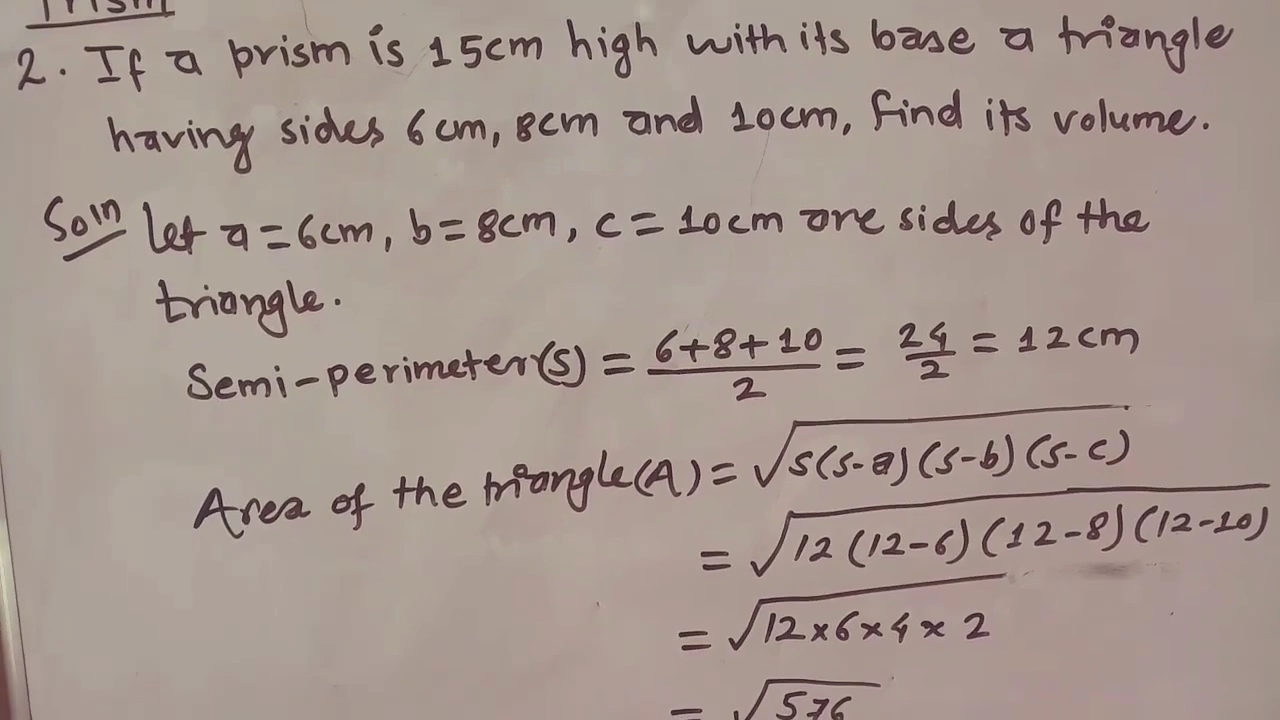 Prism
2. If a prism is 15cm high with its base a triangle
having sides 6cm, 8cm and 10cm, find its volume.
Soln let a=6cm, b=8cm, c=10cm are sides of the
triangle.
Semi-perimeter(s) = 6+8+10/2 = 24/2 = 12cm
Area of the triangle(A) = √s(s-a)(s-b)(s-c)
= √12(12-6)(12-8)(12-10)
= √12×6×4×2
= √576